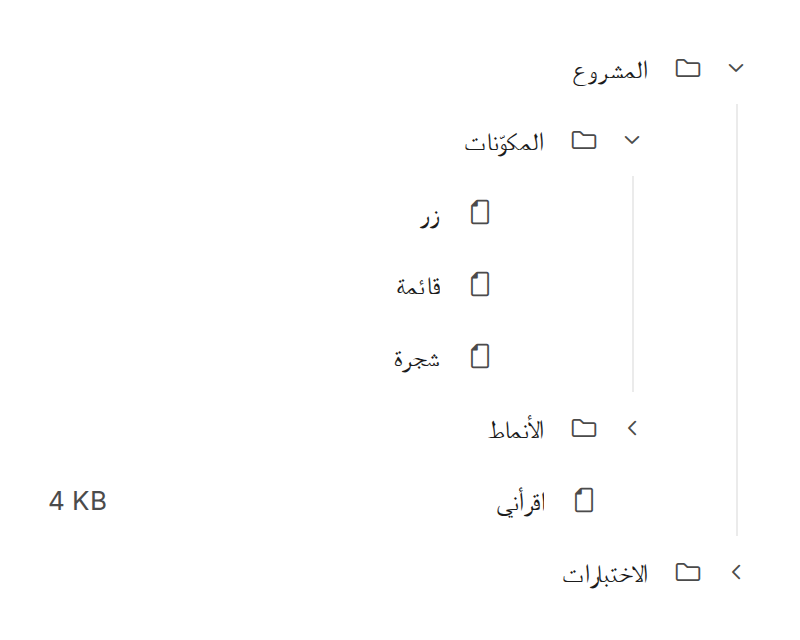 المشروع
المكوّنات
زر
قائمة
شجرة
الأنماط
اقرأني 4 KB
الاختبارات